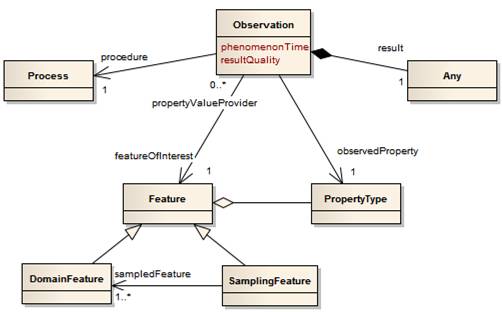 Observation
phenomenonTime
resultQuality
procedure
result
Process
1
0..*
1
Any
propertyValueProvider
featureOfInterest
observedProperty
1
1
Feature
PropertyType
DomainFeature
sampledFeature
1..*
SamplingFeature